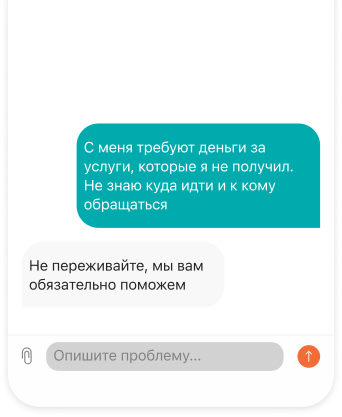 С меня требуют деньги за
услуги, которые я не получил.
Не знаю куда идти и к кому
обращаться
Не переживайте, мы вам
обязательно поможем
Опишите проблему...